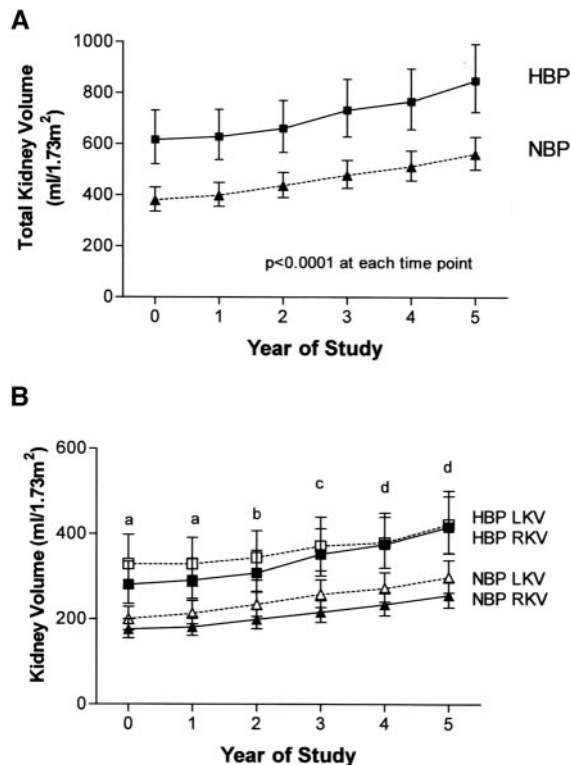 A
Total Kidney Volume
(ml/1.73m²)
1000
800
600
400
200
0
HBP
NBP
p<0.0001 at each time point
0 1 2 3 4 5
Year of Study
B
Kidney Volume (ml/1.73m²)
600
400
200
0
a a b c d d
HBP LKV
HBP RKV
NBP LKV
NBP RKV
0 1 2 3 4 5
Year of Study